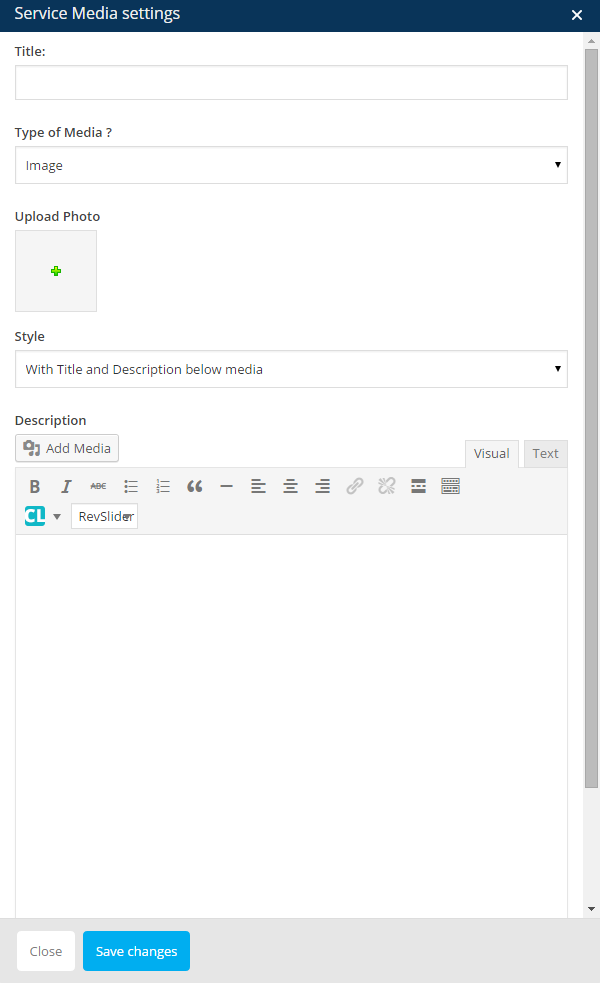 Service Media settings
Title:
Type of Media ?
Image
Upload Photo
Style
With Title and Description below media
Description
Add Media
Visual Text
B I ABC
CL RevSlider
Close Save changes